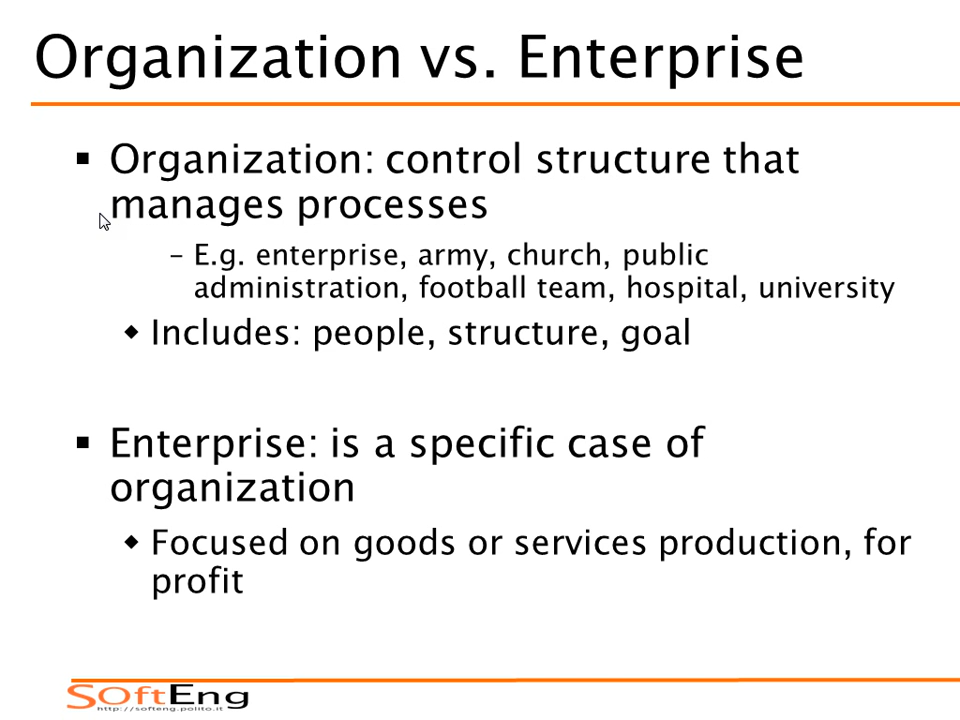 Organization vs. Enterprise
▪ Organization: control structure that
manages processes
– E.g. enterprise, army, church, public
administration, football team, hospital, university
◆ Includes: people, structure, goal
▪ Enterprise: is a specific case of
organization
◆ Focused on goods or services production, for
profit
SOftEng
http://softeng.polito.it